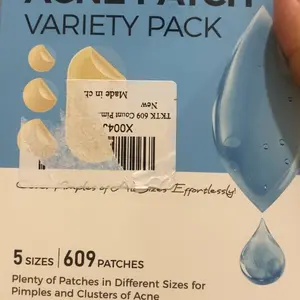 ACNE PATCH
VARIETY PACK
Made in ch
New
TKTK 609 Count Pim
X0040
Cover Pimples of All Sizes Effortlessly
5 SIZES | 609 PATCHES
Plenty of Patches in Different Sizes for
Pimples and Clusters of Acne